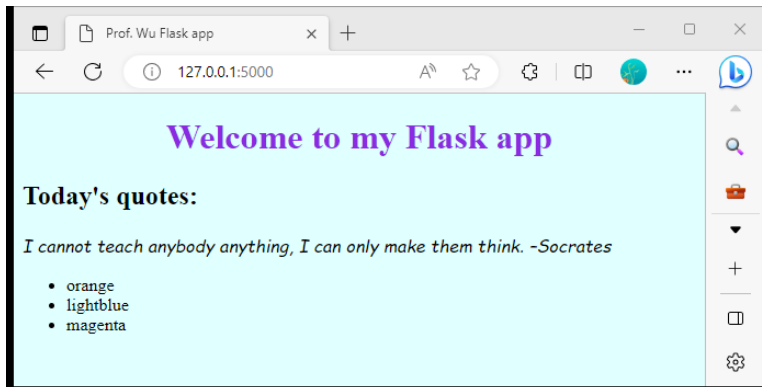 Prof. Wu Flask app
127.0.0.1:5000
Welcome to my Flask app
Today's quotes:
I cannot teach anybody anything, I can only make them think. -Socrates
orange
lightblue
magenta